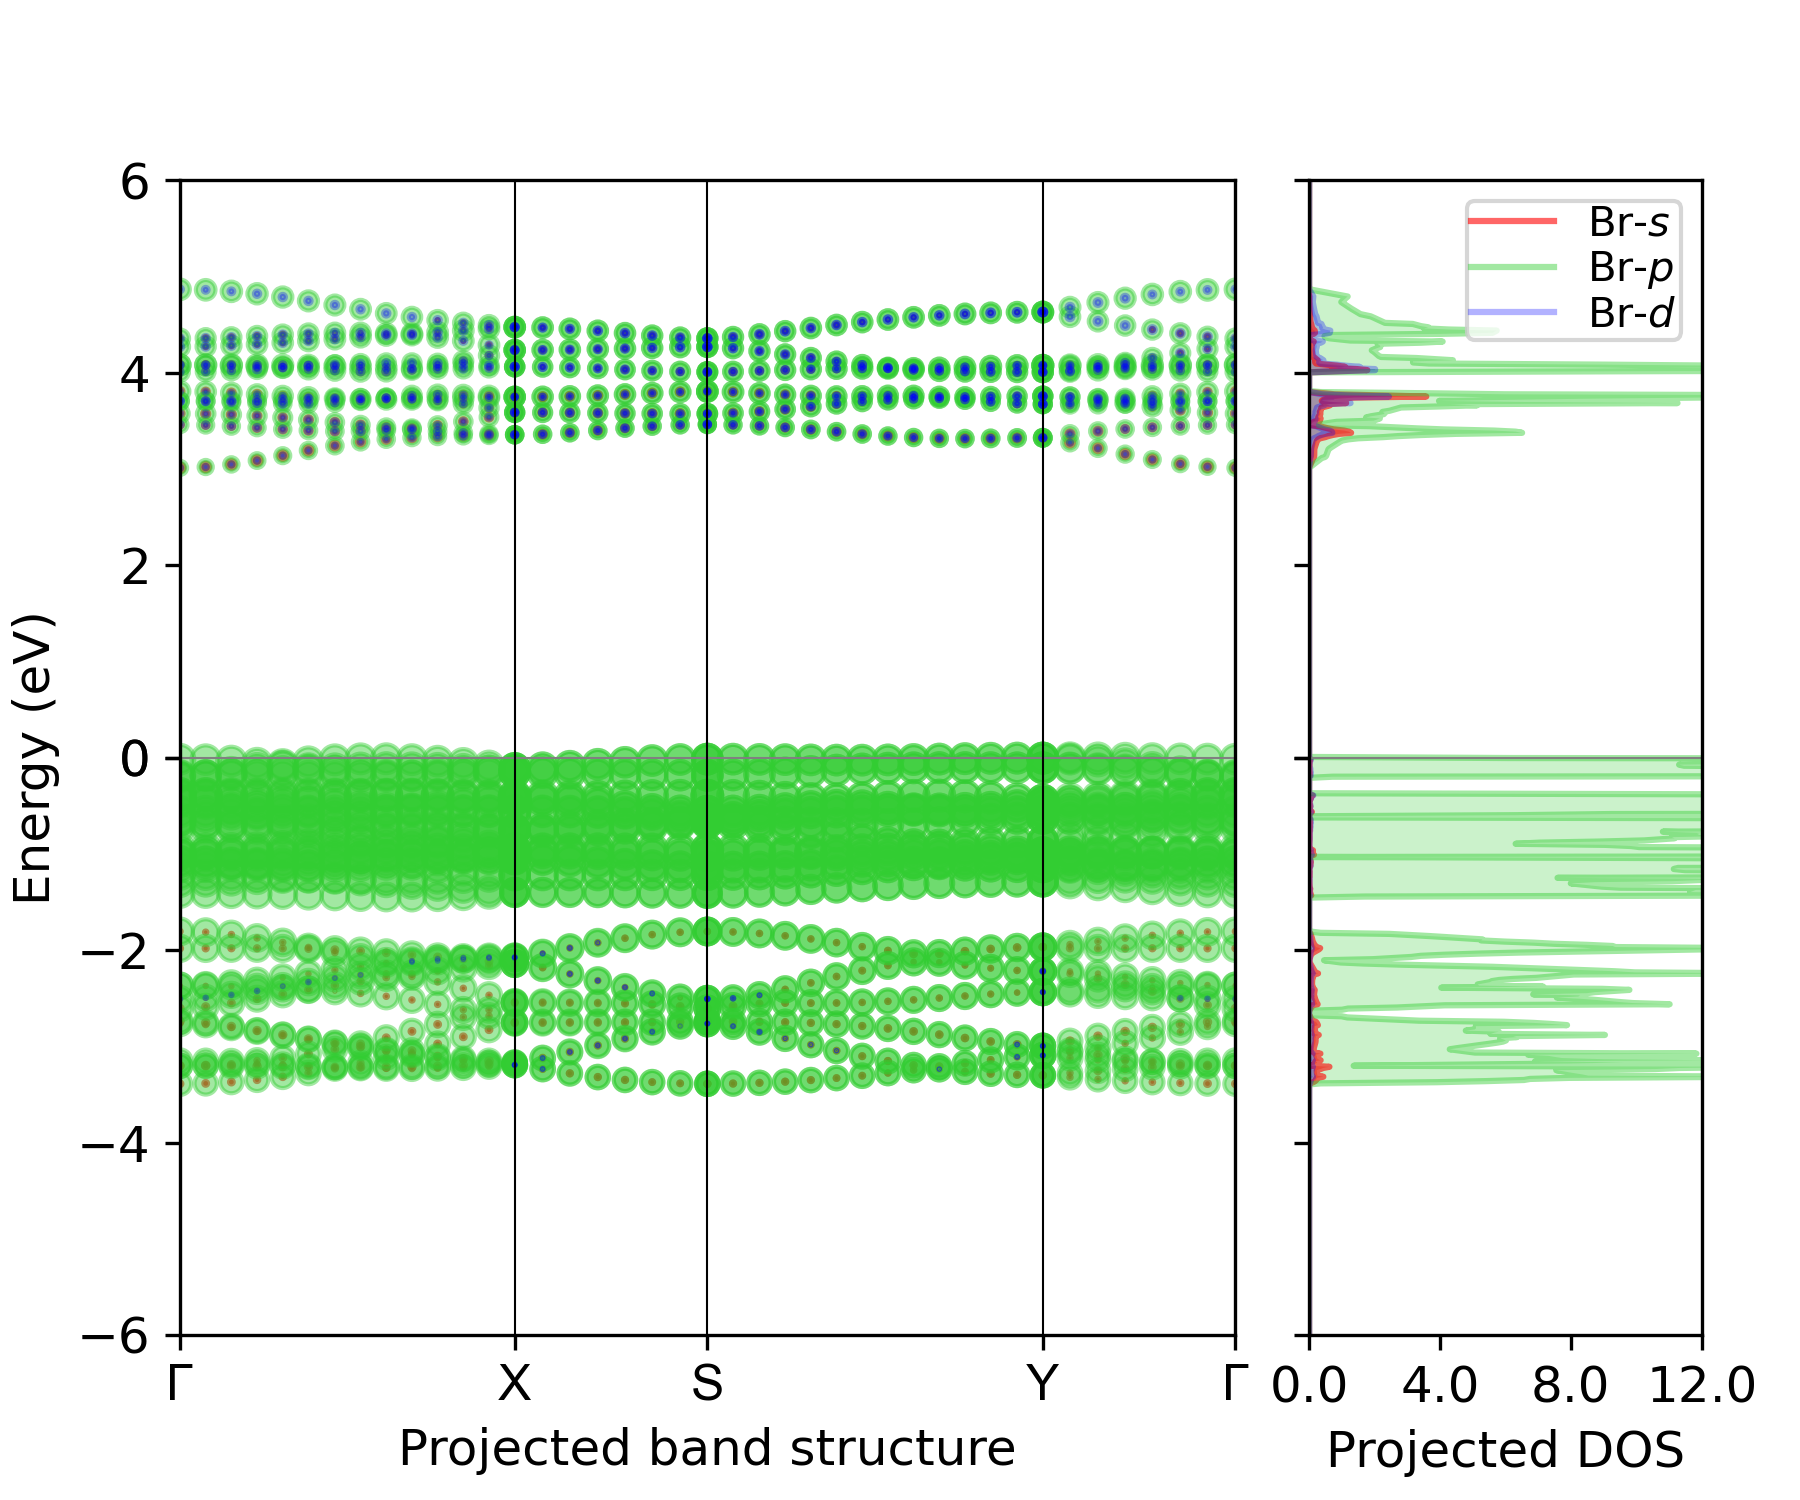 Energy (eV)
6
4
2
0
−2
−4
−6
Γ X S Y Γ
Projected band structure
Br-s
Br-p
Br-d
0.0 4.0 8.0 12.0
Projected DOS